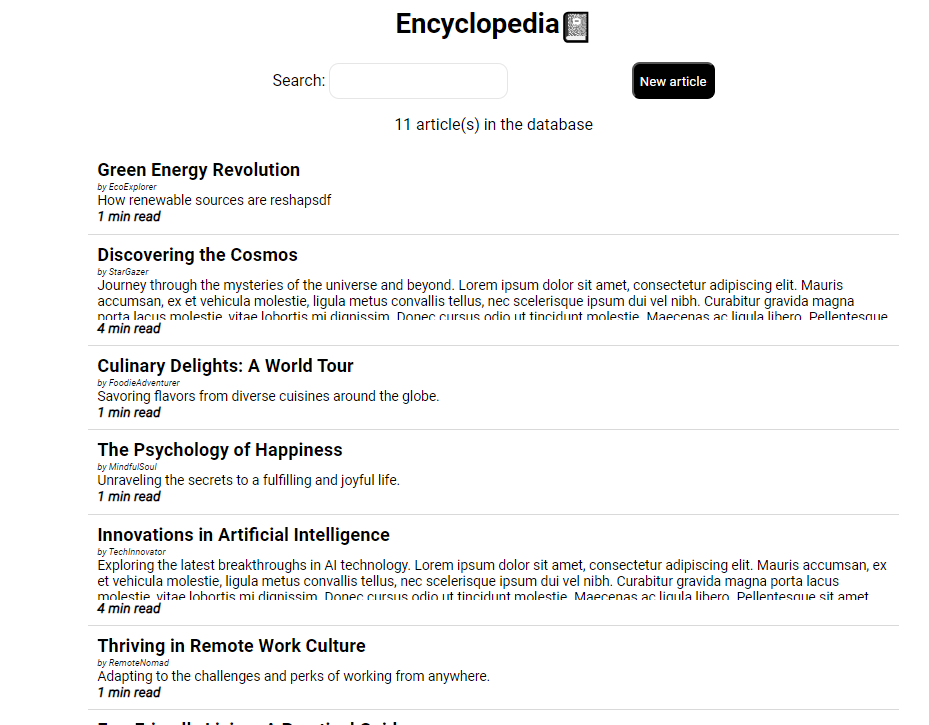 Encyclopedia
Search:
New article
11 article(s) in the database
Green Energy Revolution
by EcoExplorer
How renewable sources are reshapsdf
1 min read
Discovering the Cosmos
by StarGazer
Journey through the mysteries of the universe and beyond. Lorem ipsum dolor sit amet, consectetur adipiscing elit. Mauris
accumsan, ex et vehicula molestie, ligula metus convallis tellus, nec scelerisque ipsum dui vel nibh. Curabitur gravida magna
porta lacus molestie, vitae lobortis mi dignissim. Donec cursus odio ut tincidunt molestie. Maecenas ac ligula libero. Pellentesque
4 min read
Culinary Delights: A World Tour
by FoodieAdventurer
Savoring flavors from diverse cuisines around the globe.
1 min read
The Psychology of Happiness
by MindfulSoul
Unraveling the secrets to a fulfilling and joyful life.
1 min read
Innovations in Artificial Intelligence
by TechInnovator
Exploring the latest breakthroughs in AI technology. Lorem ipsum dolor sit amet, consectetur adipiscing elit. Mauris accumsan, ex
et vehicula molestie, ligula metus convallis tellus, nec scelerisque ipsum dui vel nibh. Curabitur gravida magna porta lacus
molestie, vitae lobortis mi dignissim. Donec cursus odio ut tincidunt molestie. Maecenas ac ligula libero. Pellentesque sit amet
4 min read
Thriving in Remote Work Culture
by RemoteNomad
Adapting to the challenges and perks of working from anywhere.
1 min read